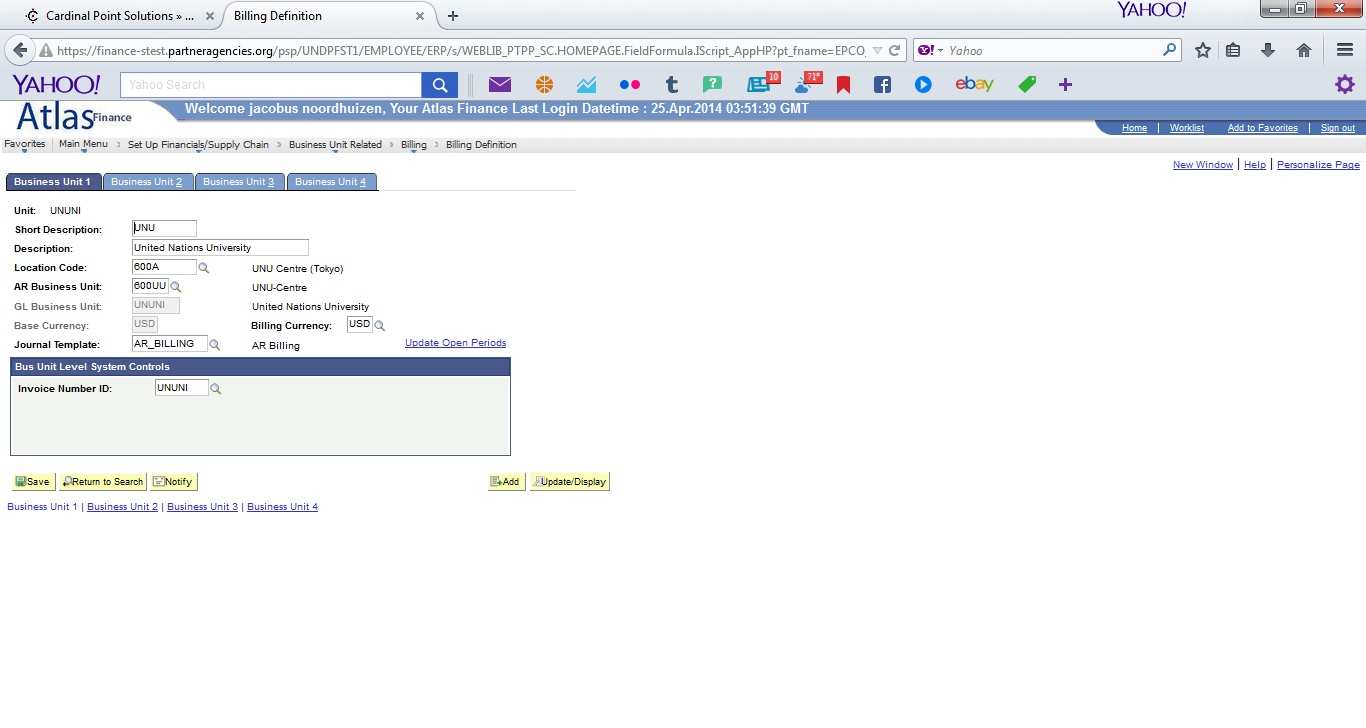 Cardinal Point Solutions » ...
Billing Definition
YAHOO!
https://finance-stest.partneragencies.org/psp/UNDPFST1/EMPLOYEE/ERP/s/WEBLIB_PTPP_SC.HOMEPAGE.FieldFormula.IScript_AppHP?pt_fname=EPCO_
Yahoo
YAHOO!
Yahoo Search
10
71°
ebay
Atlas Finance
Welcome jacobus noordhuizen, Your Atlas Finance Last Login Datetime : 25.Apr.2014 03:51:39 GMT
Home | Worklist Add to Favorites | Sign out
Favorites Main Menu > Set Up Financials/Supply Chain > Business Unit Related > Billing > Billing Definition
New Window | Help | Personalize Page
Business Unit 1 Business Unit 2 Business Unit 3 Business Unit 4
Unit: UNUNI
Short Description: UNU
Description: United Nations University
Location Code: 600A UNU Centre (Tokyo)
AR Business Unit: 600UU UNU-Centre
GL Business Unit: UNUNI United Nations University
Base Currency: USD Billing Currency: USD
Journal Template: AR_BILLING AR Billing Update Open Periods
Bus Unit Level System Controls
Invoice Number ID: UNUNI
Save Return to Search Notify Add Update/Display
Business Unit 1 | Business Unit 2 | Business Unit 3 | Business Unit 4